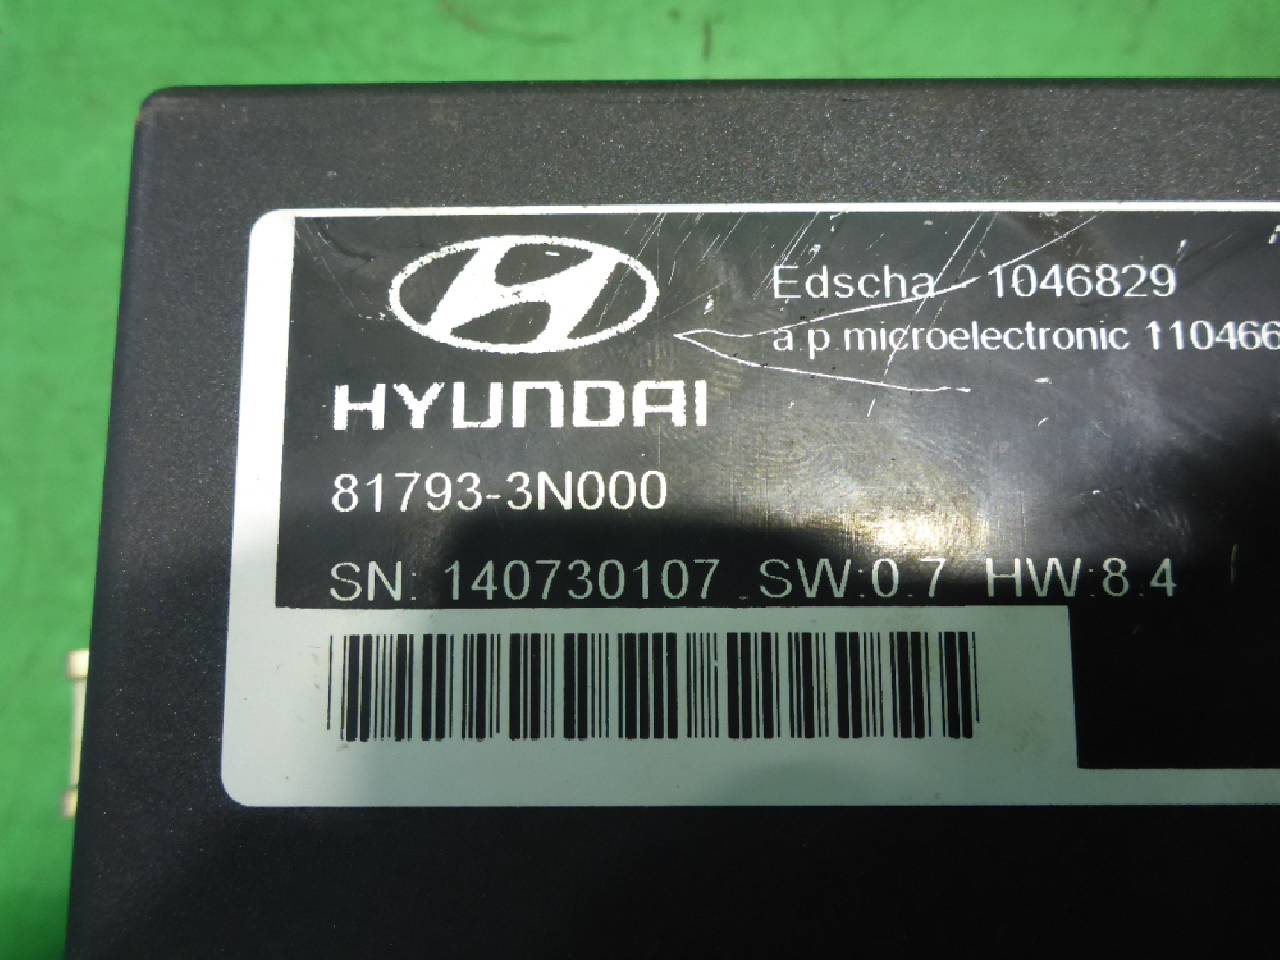 Edscha - 1046829
a.p microelectronic 110466
HYUNDAI
81793-3N000
SN: 140730107 SW:0.7 HW:8.4